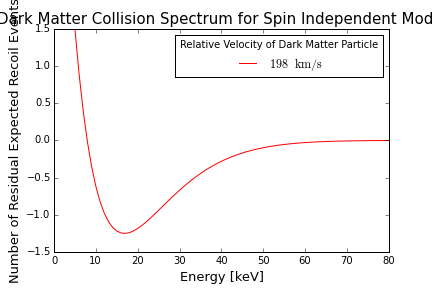 Dark Matter Collision Spectrum for Spin Independent Mod
Number of Residual Expected Recoil Events
Relative Velocity of Dark Matter Particle
198 km/s
1.5
1.0
0.5
0.0
−0.5
−1.0
−1.5
0 10 20 30 40 50 60 70 80
Energy [keV]